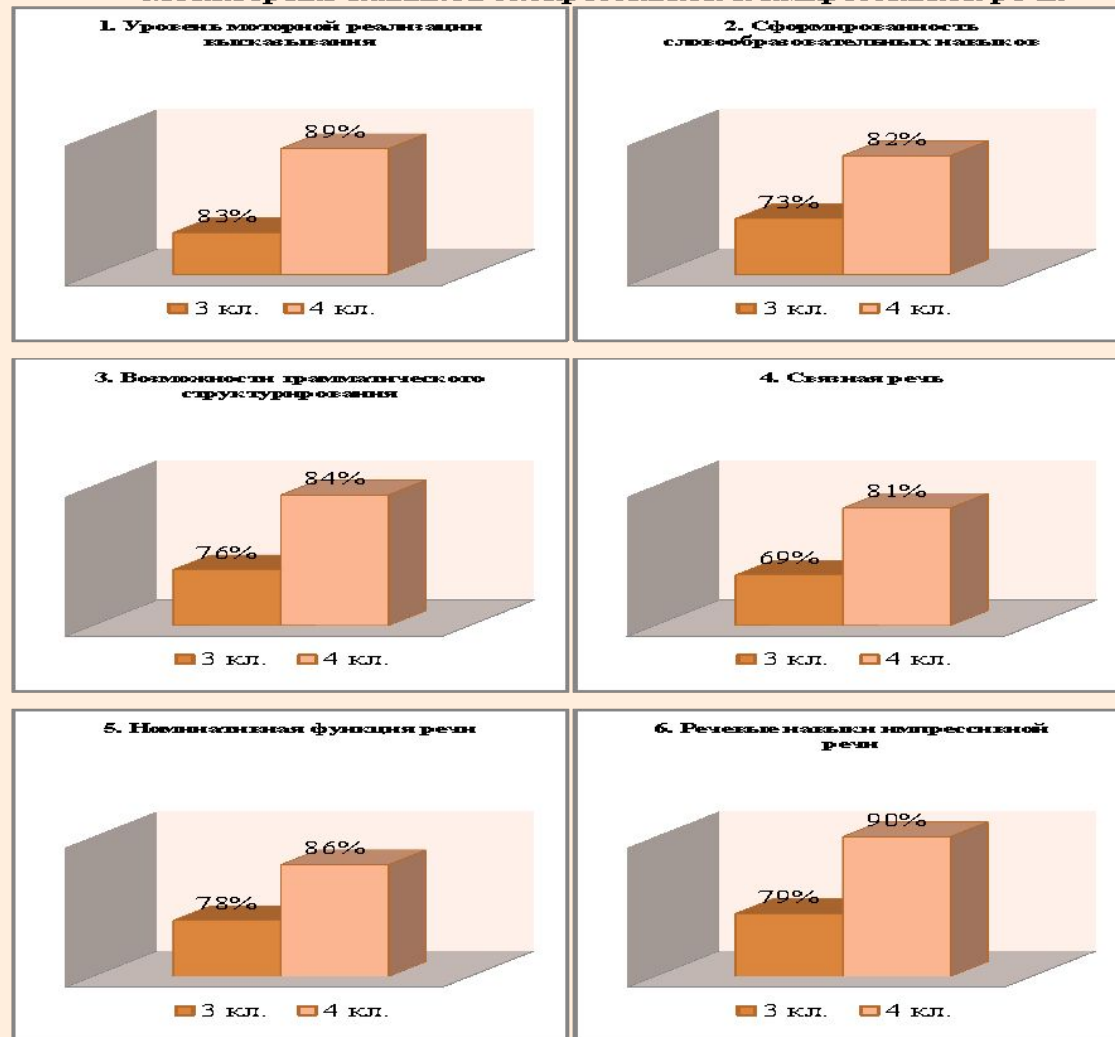 1. Уровень моторной реализации
высказывания
89%
83%
3 кл. 4 кл.
2. Сформированность
словообразовательных навыков
82%
73%
3 кл. 4 кл.
3. Возможности грамматического
структурирования
84%
76%
3 кл. 4 кл.
4. Связная речь
81%
69%
3 кл. 4 кл.
5. Номинативная функция речи
86%
78%
3 кл. 4 кл.
6. Речевые навыки импрессивной
речи
90%
79%
3 кл. 4 кл.